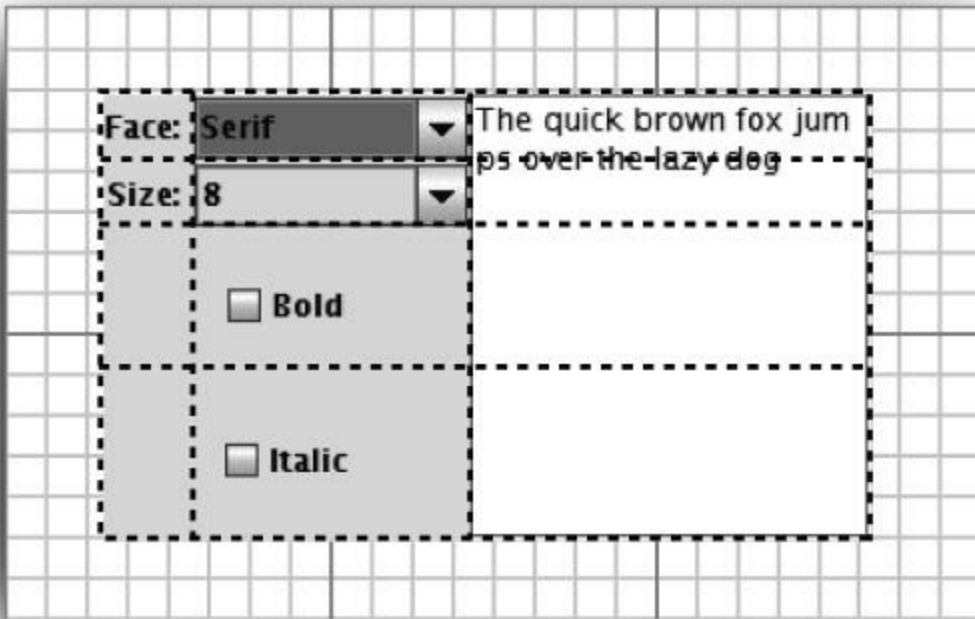 Face: Serif
The quick brown fox jum
ps over the lazy dog
Size: 8
Bold
Italic